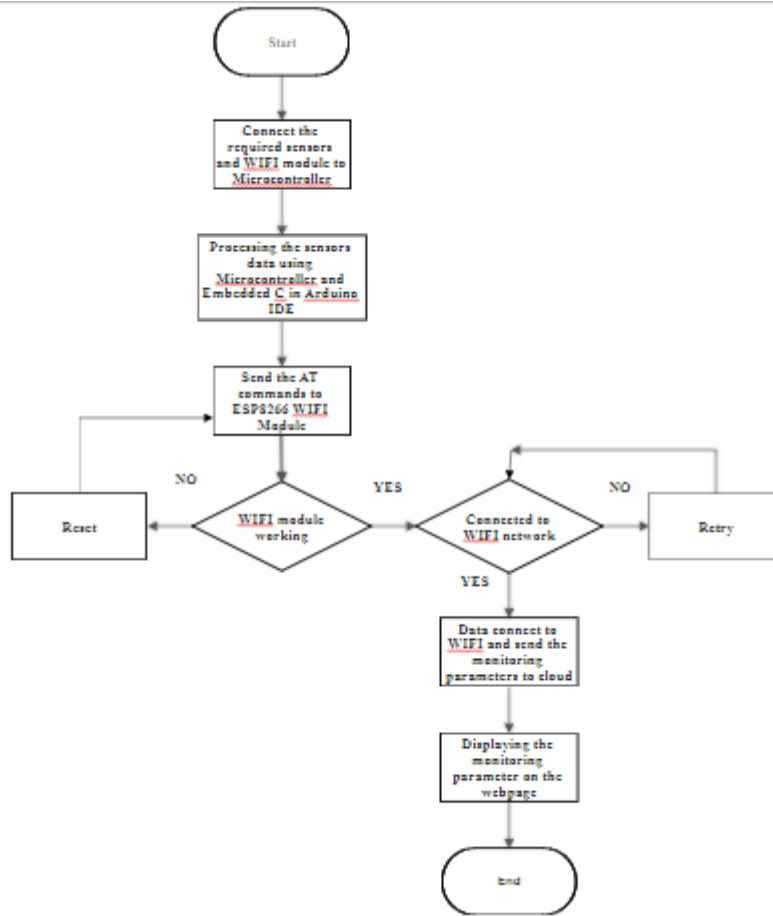 Start
Connect the
required sensors
and WIFI module to
Microcontroller
Processing the sensors
data using
Microcontroller and
Embedded C in Arduino
IDE
Send the AT
commands to
ESP8266 WIFI
Module
NO
YES
NO
Reset
WIFI module
working
Connected to
WIFI network
Retry
YES
Data connect to
WIFI and send the
monitoring
parameters to cloud
Displaying the
monitoring
parameter on the
webpage
End